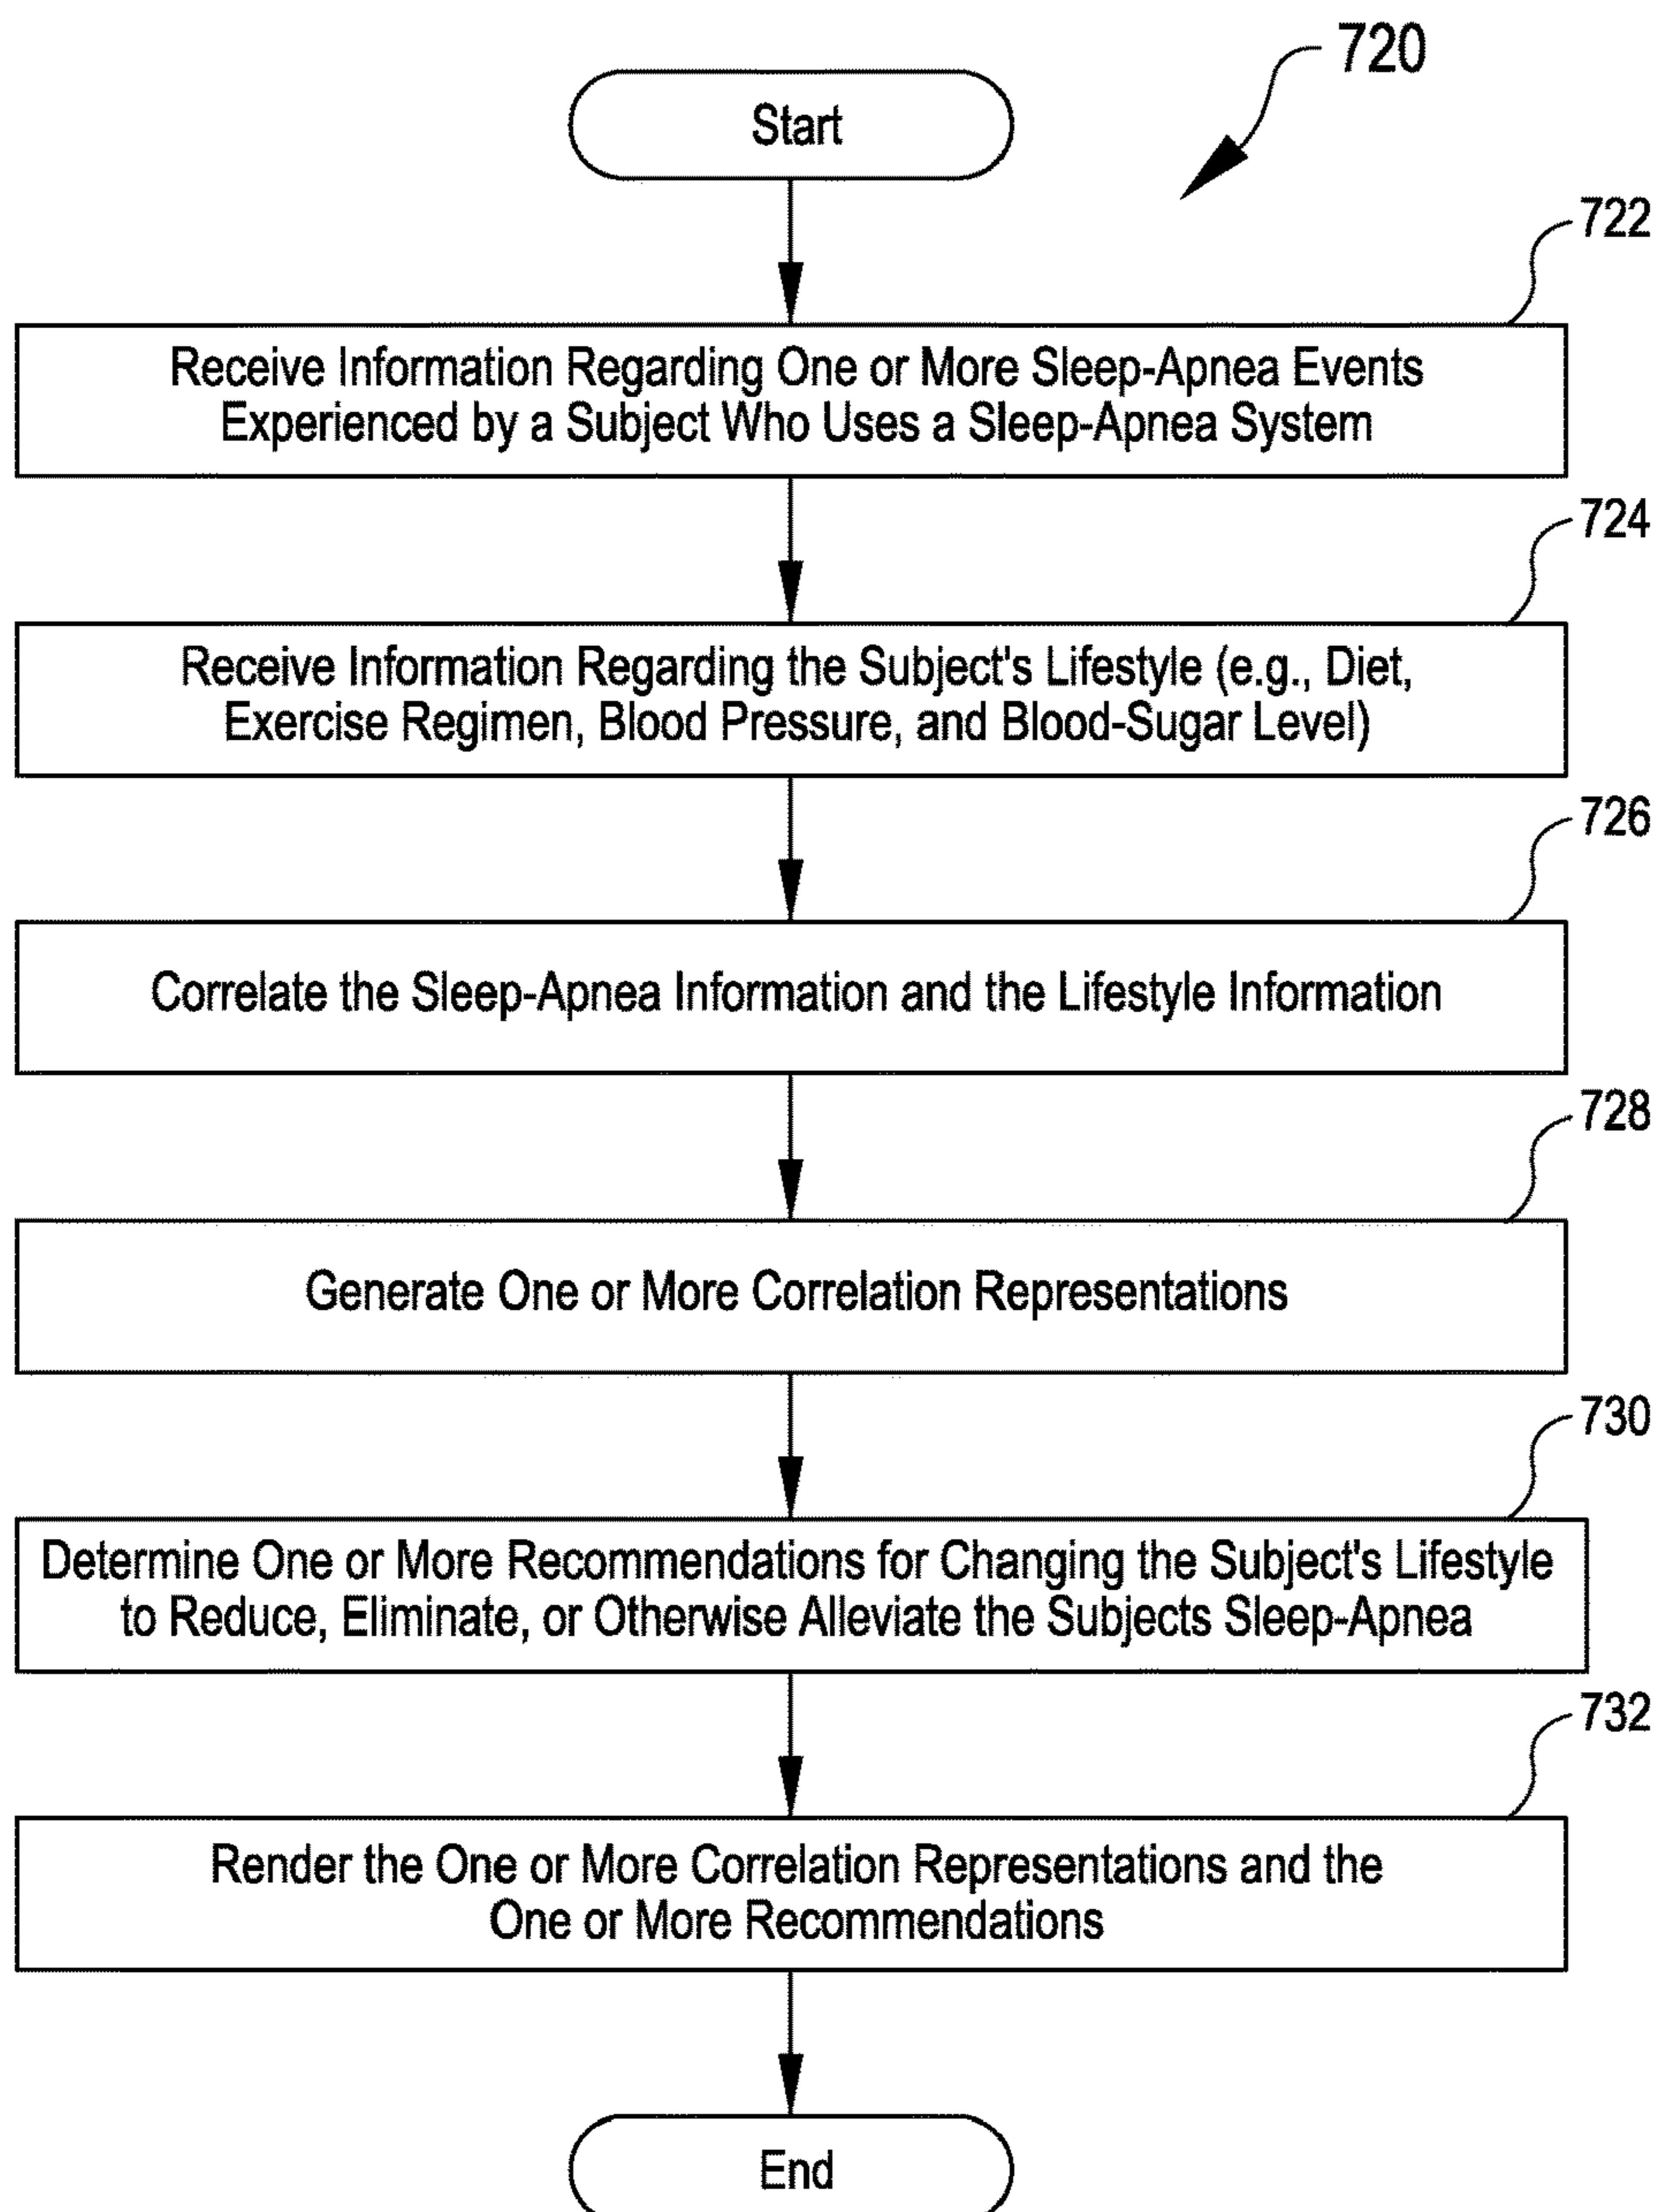 720
Start
722
Receive Information Regarding One or More Sleep-Apnea Events
Experienced by a Subject Who Uses a Sleep-Apnea System
724
Receive Information Regarding the Subject's Lifestyle (e.g., Diet,
Exercise Regimen, Blood Pressure, and Blood-Sugar Level)
726
Correlate the Sleep-Apnea Information and the Lifestyle Information
728
Generate One or More Correlation Representations
730
Determine One or More Recommendations for Changing the Subject's Lifestyle
to Reduce, Eliminate, or Otherwise Alleviate the Subjects Sleep-Apnea
732
Render the One or More Correlation Representations and the
One or More Recommendations
End